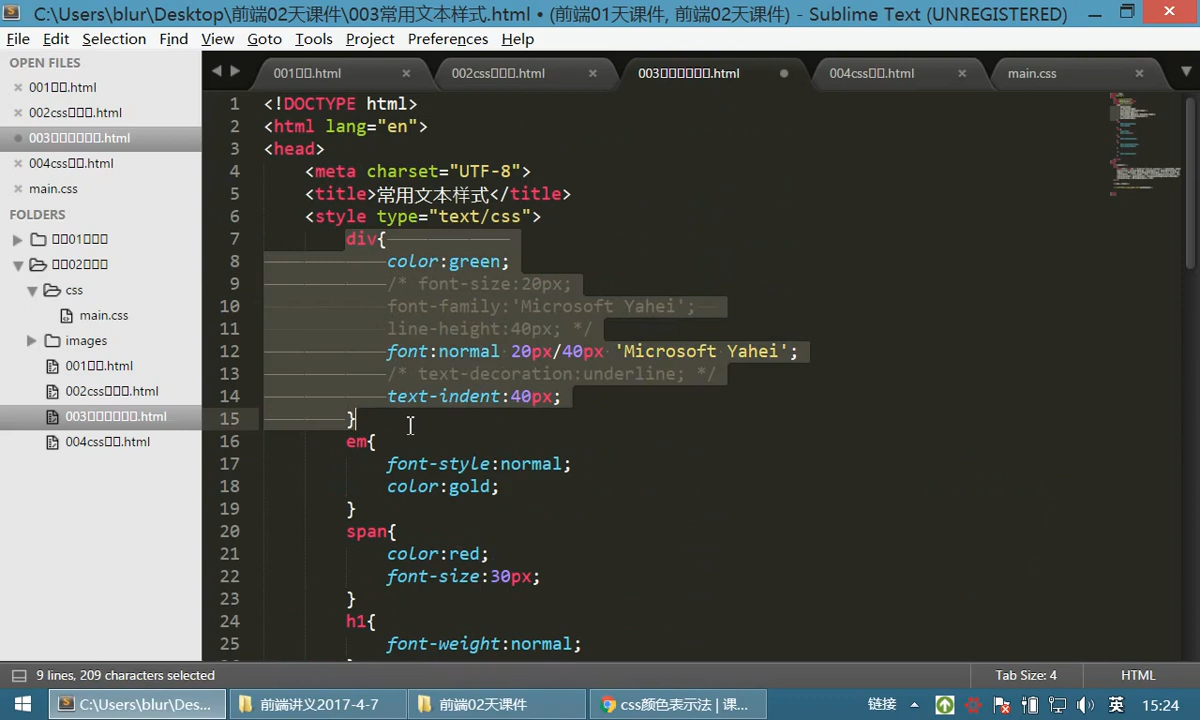 C:\Users\blur\Desktop\前端02天课件\003常用文本样式.html • (前端01天课件, 前端02天课件) - Sublime Text (UNREGISTERED)
File Edit Selection Find View Goto Tools Project Preferences Help
OPEN FILES
001□□.html
002css□□□.html
003□□□□□□.html
004css□□.html
main.css
FOLDERS
□□01□□□
□□02□□□
css
main.css
images
001□□.html
002css□□□.html
003□□□□□□.html
004css□□.html
001□□.html
002css□□□.html
003□□□□□□.html
004css□□.html
main.css
1 <!DOCTYPE html>
2 <html lang="en">
3 <head>
4 <meta charset="UTF-8">
5 <title>常用文本样式</title>
6 <style type="text/css">
7 div{
8 color:green;
9 /* font-size:20px;
10 font-family:'Microsoft Yahei';
11 line-height:40px; */
12 font:normal 20px/40px 'Microsoft Yahei';
13 /* text-decoration:underline; */
14 text-indent:40px;
15 }
16 em{
17 font-style:normal;
18 color:gold;
19 }
20 span{
21 color:red;
22 font-size:30px;
23 }
24 h1{
25 font-weight:normal;
9 lines, 209 characters selected
Tab Size: 4
HTML
C:\Users\blur\Des...
前端讲义2017-4-7
前端02天课件
css颜色表示法 | 课...
链接
英
15:24